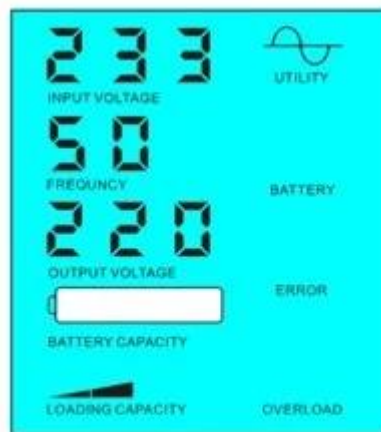 233
UTILITY
INPUT VOLTAGE
50
FREQUNCY
BATTERY
220
OUTPUT VOLTAGE
ERROR
BATTERY CAPACITY
LOADING CAPACITY
OVERLOAD